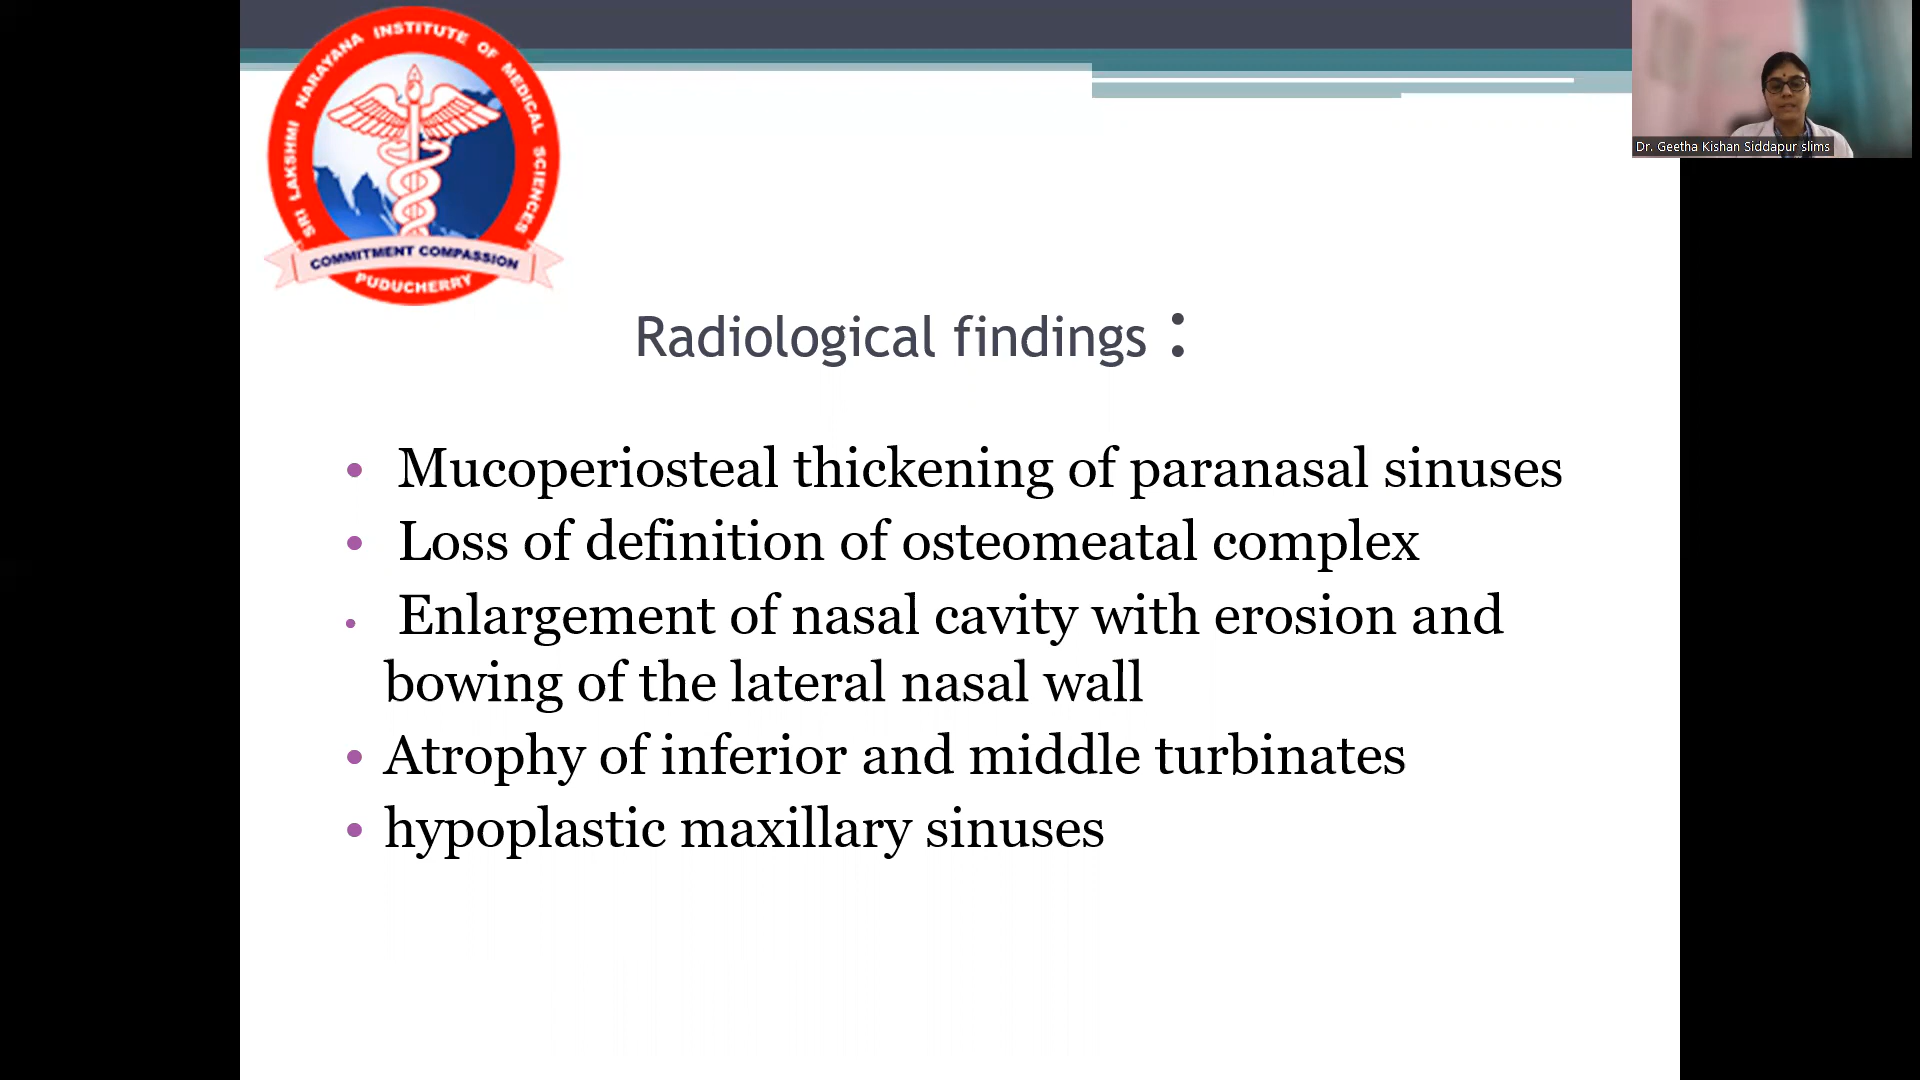 SRI LAKSHMI NARAYANA INSTITUTE OF MEDICAL SCIENCES
COMMITMENT COMPASSION
PUDUCHERRY
Dr. Geetha Kishan Siddapur slims
Radiological findings :
• Mucoperiosteal thickening of paranasal sinuses
• Loss of definition of osteomeatal complex
• Enlargement of nasal cavity with erosion and
bowing of the lateral nasal wall
• Atrophy of inferior and middle turbinates
• hypoplastic maxillary sinuses